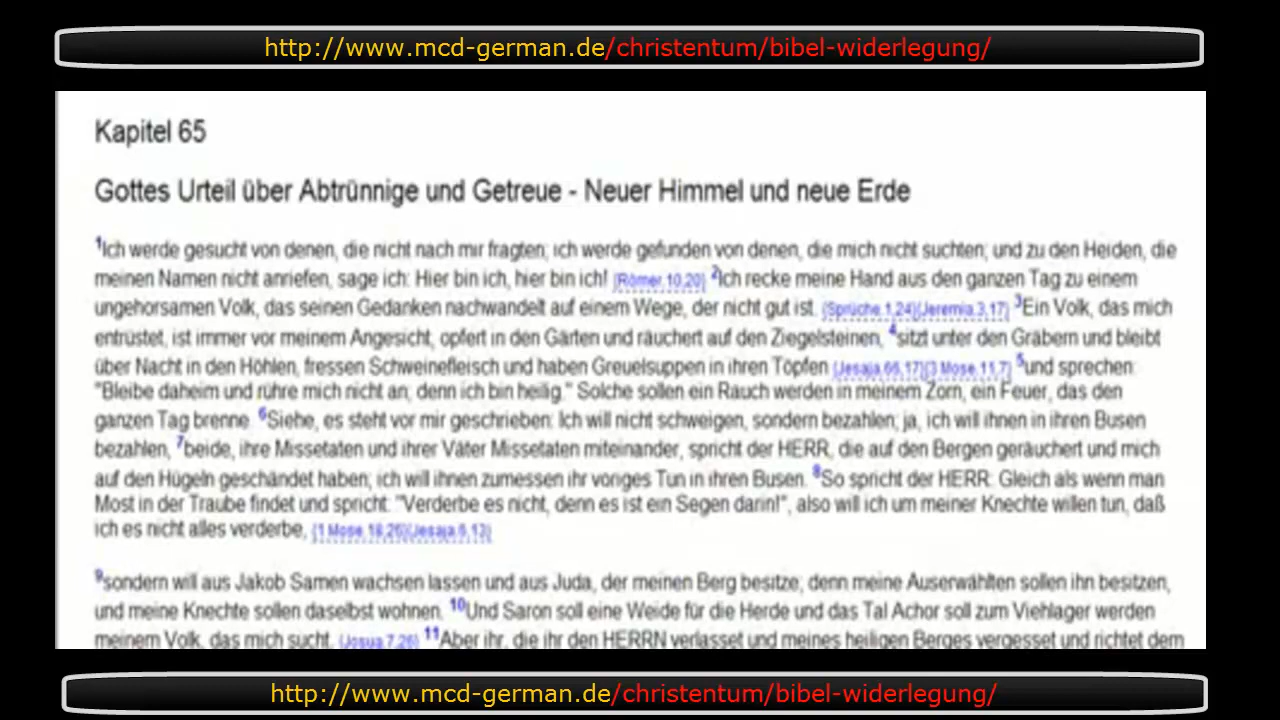 http://www.mcd-german.de/christentum/bibel-widerlegung/
Kapitel 65
Gottes Urteil über Abtrünnige und Getreue - Neuer Himmel und neue Erde
1Ich werde gesucht von denen, die nicht nach mir fragten; ich werde gefunden von denen, die mich nicht suchten; und zu den Heiden, die
meinen Namen nicht anriefen, sage ich: Hier bin ich, hier bin ich! (Römer 10,20) 2Ich recke meine Hand aus den ganzen Tag zu einem
ungehorsamen Volk, das seinen Gedanken nachwandelt auf einem Wege, der nicht gut ist. (Sprüche 1,24)(Jeremia 3,17) 3Ein Volk, das mich
entrüstet, ist immer vor meinem Angesicht, opfert in den Gärten und räuchert auf den Ziegelsteinen, 4sitzt unter den Gräbern und bleibt
über Nacht in den Höhlen, fressen Schweinefleisch und haben Greuelsuppen in ihren Töpfen (Jesaja 66,17)(3 Mose 11,7) 5und sprechen:
"Bleibe daheim und rühre mich nicht an; denn ich bin heilig." Solche sollen ein Rauch werden in meinem Zorn, ein Feuer, das den
ganzen Tag brenne. 6Siehe, es steht vor mir geschrieben: Ich will nicht schweigen, sondern bezahlen; ja, ich will ihnen in ihren Busen
bezahlen, 7beide, ihre Missetaten und ihrer Väter Missetaten miteinander, spricht der HERR, die auf den Bergen geräuchert und mich
auf den Hügeln geschändet haben; ich will ihnen zumessen ihr voriges Tun in ihren Busen. 8So spricht der HERR: Gleich als wenn man
Most in der Traube findet und spricht: "Verderbe es nicht, denn es ist ein Segen darin!", also will ich um meiner Knechte willen tun, daß
ich es nicht alles verderbe, (1 Mose 18,26)(Jesaja 6,13)
9sondern will aus Jakob Samen wachsen lassen und aus Juda, der meinen Berg besitze; denn meine Auserwählten sollen ihn besitzen,
und meine Knechte sollen daselbst wohnen. 10Und Saron soll eine Weide für die Herde und das Tal Achor soll zum Viehlager werden
meinem Volk, das mich sucht. (Josua 7,26) 11Aber ihr, die ihr den HERRN verlasset und meines heiligen Berges vergesset und richtet dem
http://www.mcd-german.de/christentum/bibel-widerlegung/